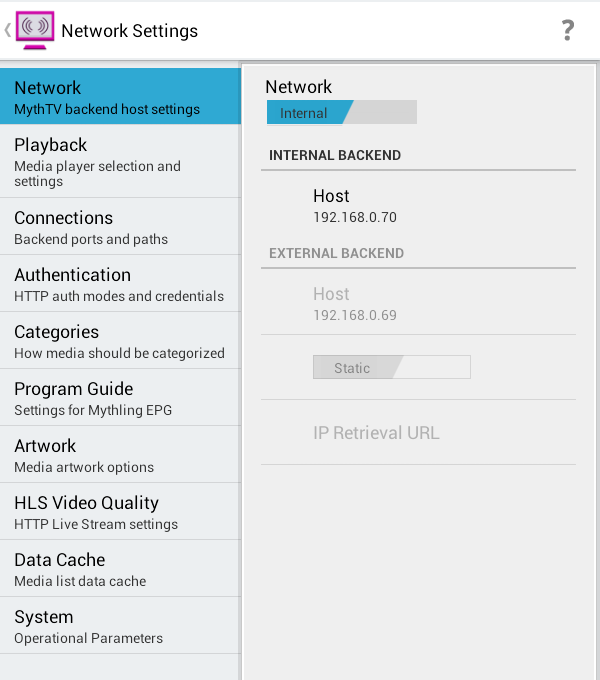 Network Settings
?
Network
MythTV backend host settings
Playback
Media player selection and
settings
Connections
Backend ports and paths
Authentication
HTTP auth modes and credentials
Categories
How media should be categorized
Program Guide
Settings for Mythling EPG
Artwork
Media artwork options
HLS Video Quality
HTTP Live Stream settings
Data Cache
Media list data cache
System
Operational Parameters
Network
Internal
INTERNAL BACKEND
Host
192.168.0.70
EXTERNAL BACKEND
Host
192.168.0.69
Static
IP Retrieval URL